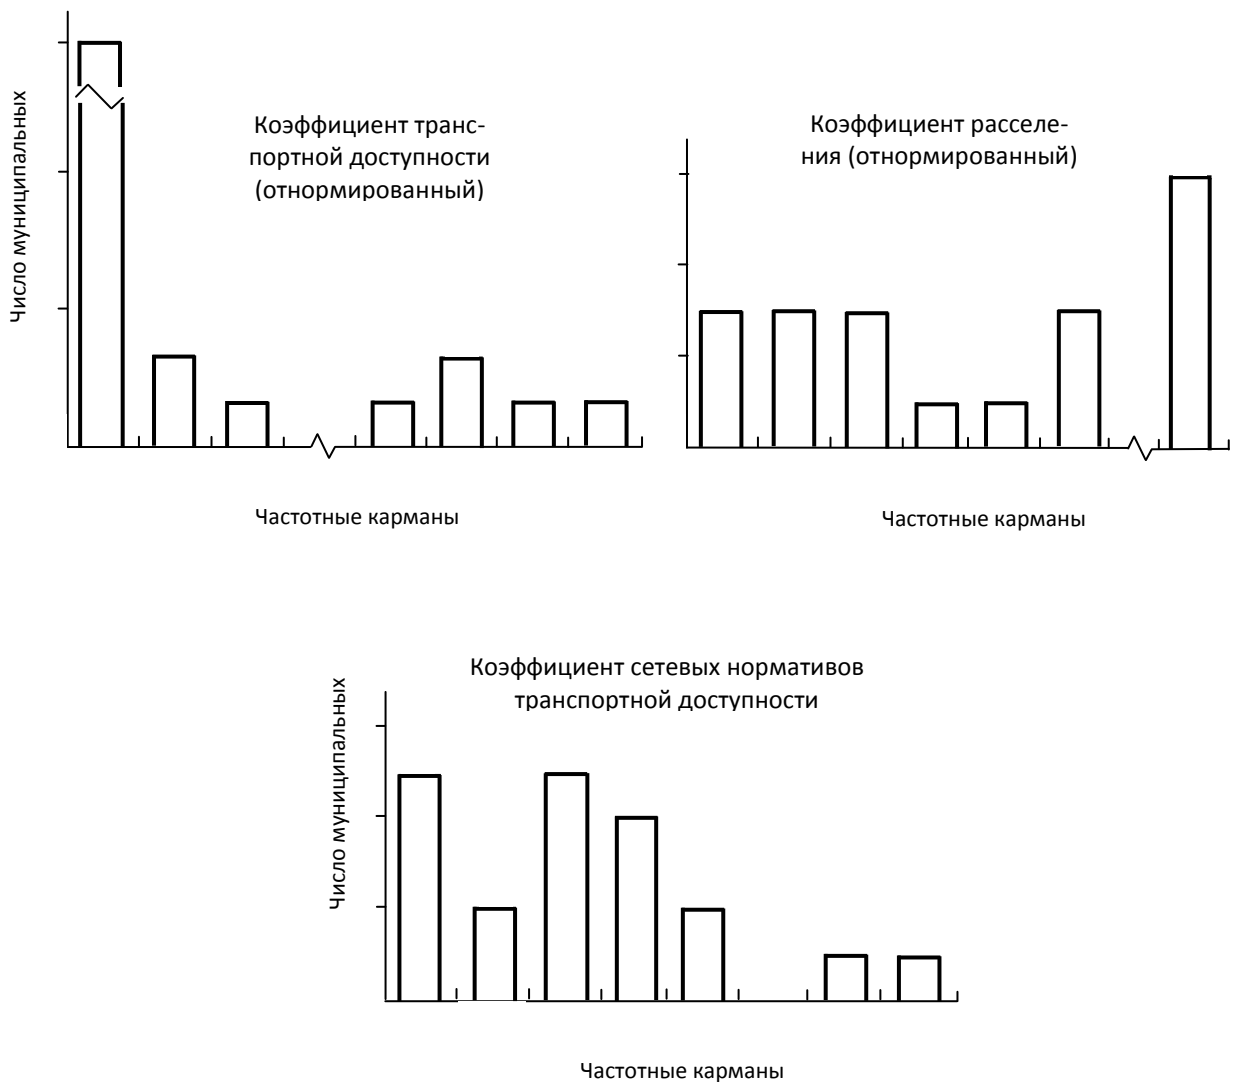 Число муниципальных
Коэффициент транс-
портной доступности
(отнормированный)
Частотные карманы
Коэффициент расселе-
ния (отнормированный)
Частотные карманы
Число муниципальных
Коэффициент сетевых нормативов
транспортной доступности
Частотные карманы